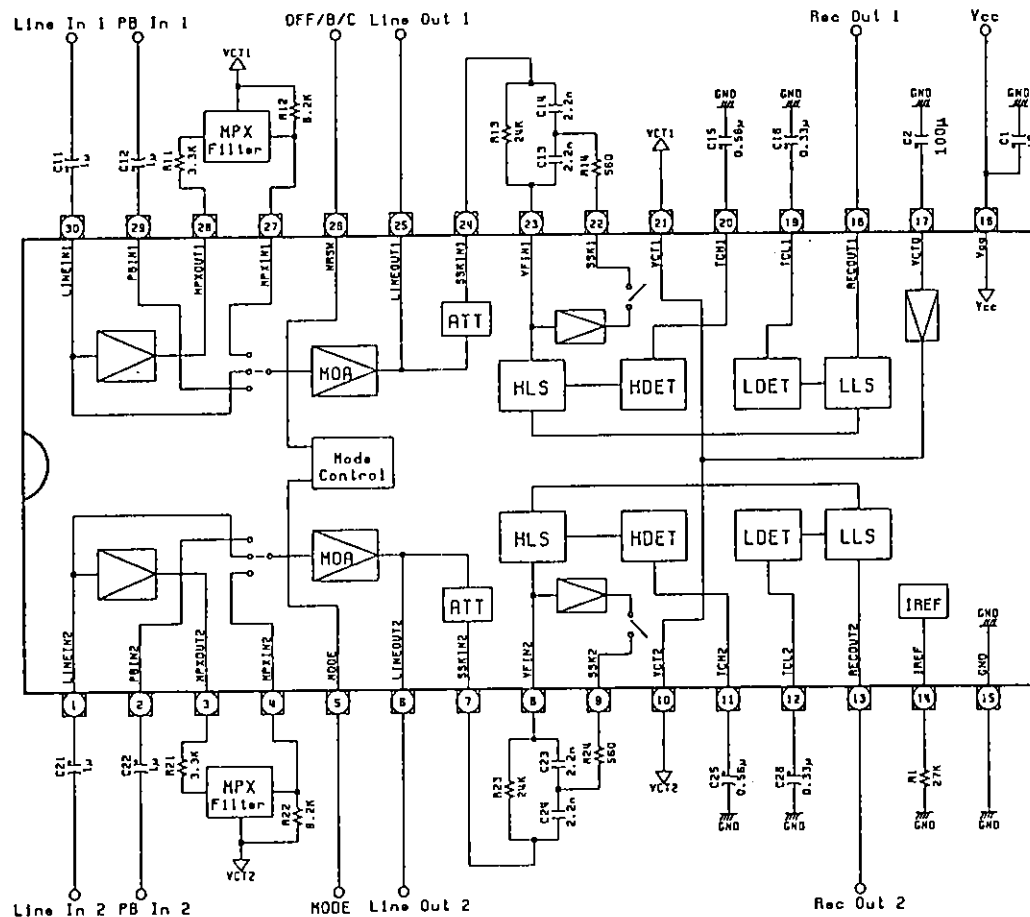 Line In 1 PB In 1 OFF/B/C Line Out 1 Rec Out 1 Vcc
VCT1
R12
8.2K
MPX
Filter
R11
3.3K
C11
1μ
C12
1μ
R13
24K
C14
2.2n
C13
2.2n
R14
560
VCT1
GND
C15
0.56μ
GND
C16
0.33μ
GND
C2
100μ
GND
C1
30 29 28 27 26 25 24 23 22 21 20 19 18 17 16
LINEIN1
PBIN1
MPXOUT1
MPXIN1
LINEOUT1
SSKIN1
VFIN1
SSK1
VCT1
TCH1
TCL1
RECOUT1
Vcc
ATT
MOA
HLS
HDET
LDET
LLS
Mode
Control
MOA
HLS
HDET
LDET
LLS
ATT
IREF
GND
LINEIN2
PBIN2
MPXOUT2
MPXIN2
MODE
LINEOUT2
SSKIN2
VFIN2
SSK2
VCT2
TCH2
TCL2
RECOUT2
IREF
GND
1 2 3 4 5 6 7 8 9 10 11 12 13 14 15
C21
1μ
C22
1μ
R21
3.3K
MPX
Filter
R22
8.2K
VCT2
R23
24K
C23
2.2n
C24
2.2n
R24
560
VCT2
C25
0.56μ
GND
C26
0.33μ
GND
R1
27K
GND
GND
Line In 2 PB In 2 MODE Line Out 2 Rec Out 2